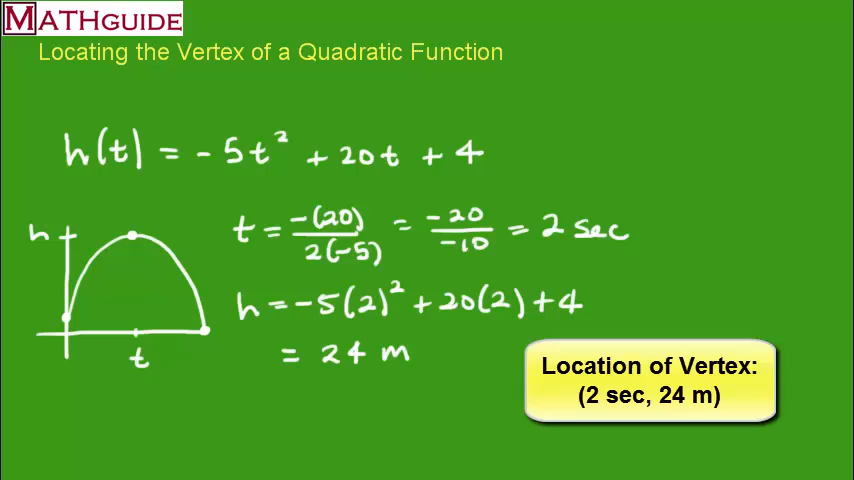 MATHGUIDE
Locating the Vertex of a Quadratic Function
h(t) = -5t² + 20t + 4
h
t = -(20)/2(-5) = -20/-10 = 2 sec
h = -5(2)² + 20(2) + 4
= 24 m
t
Location of Vertex:
(2 sec, 24 m)